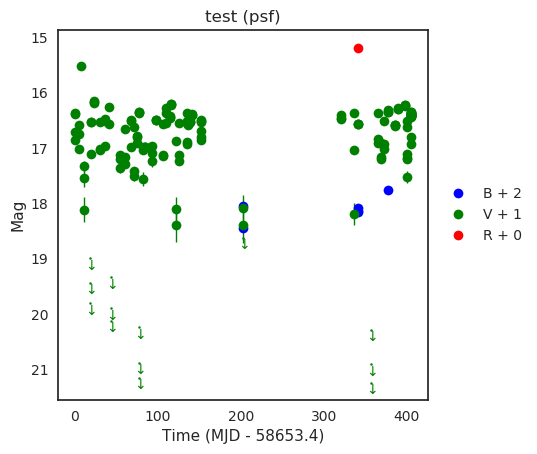 test (psf)
15
16
17
18
19
20
21
Mag
0
100
200
300
400
Time (MJD - 58653.4)
B + 2
V + 1
R + 0